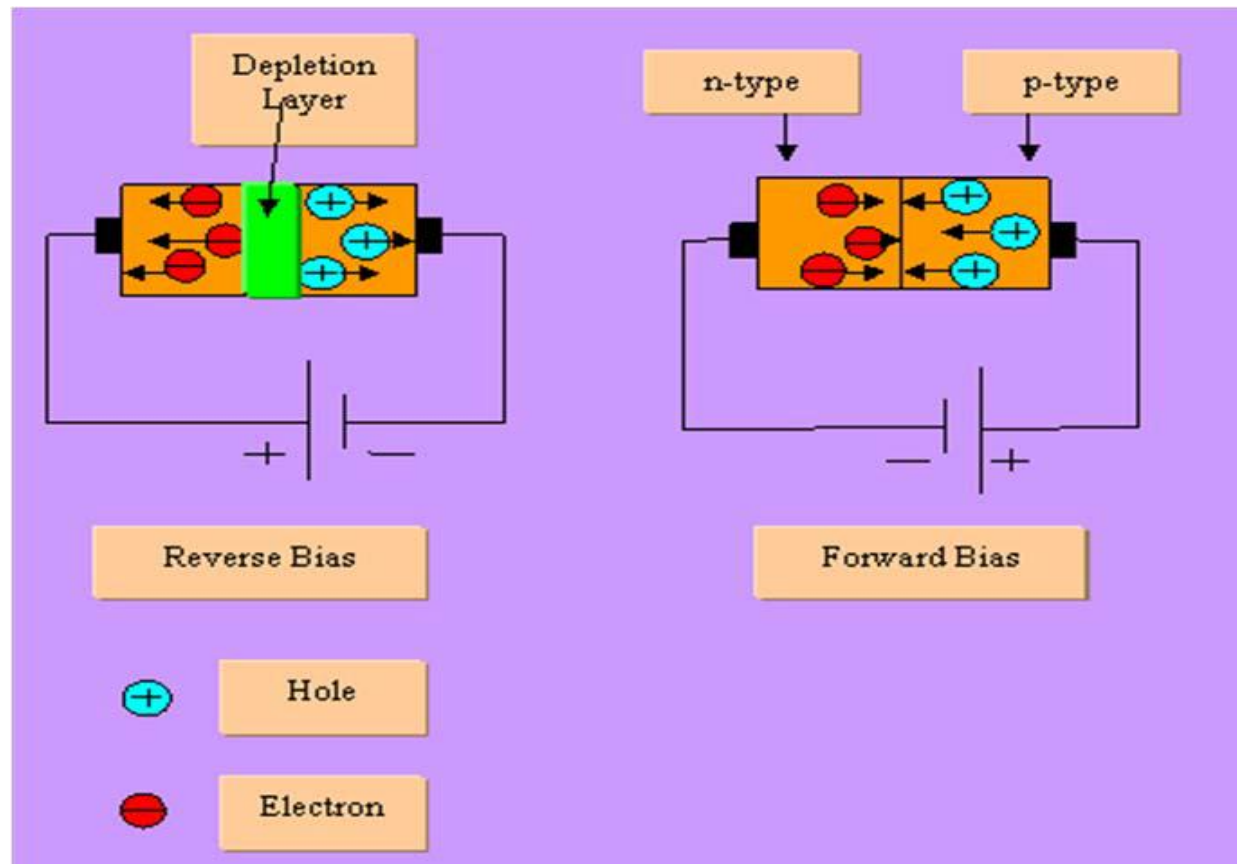 Depletion
Layer
n-type
p-type
+ −
− +
Reverse Bias
Forward Bias
+ Hole
− Electron